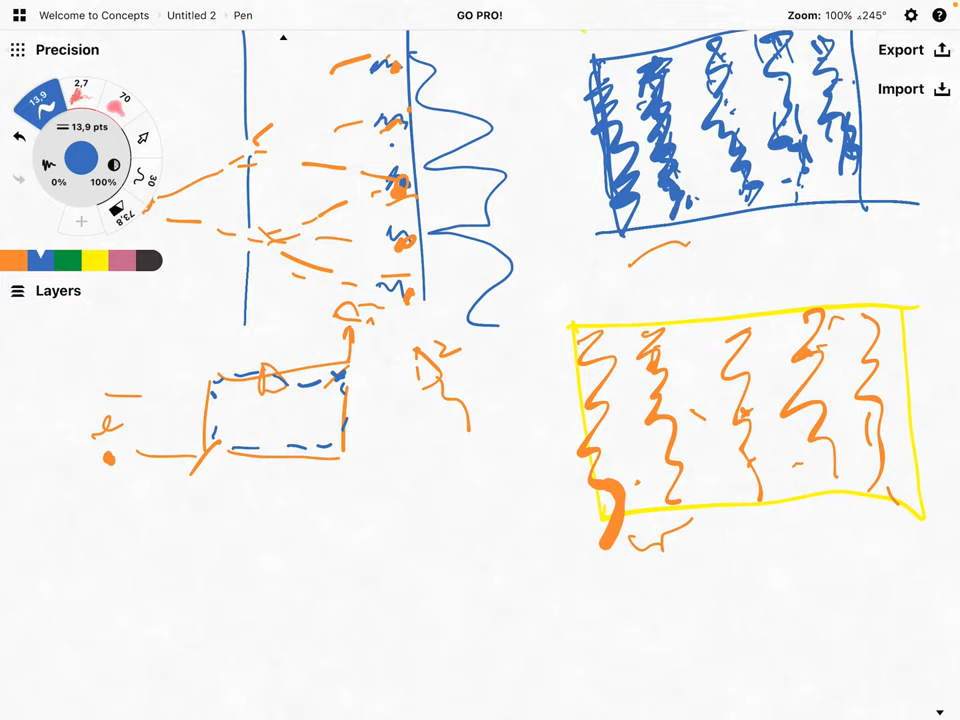 Welcome to Concepts > Untitled 2 > Pen
GO PRO!
Zoom: 100% ⊿245°
Precision
Export
Import
13,9
2,7
70
30
73,8
13,9 pts
0%
100%
Layers
e